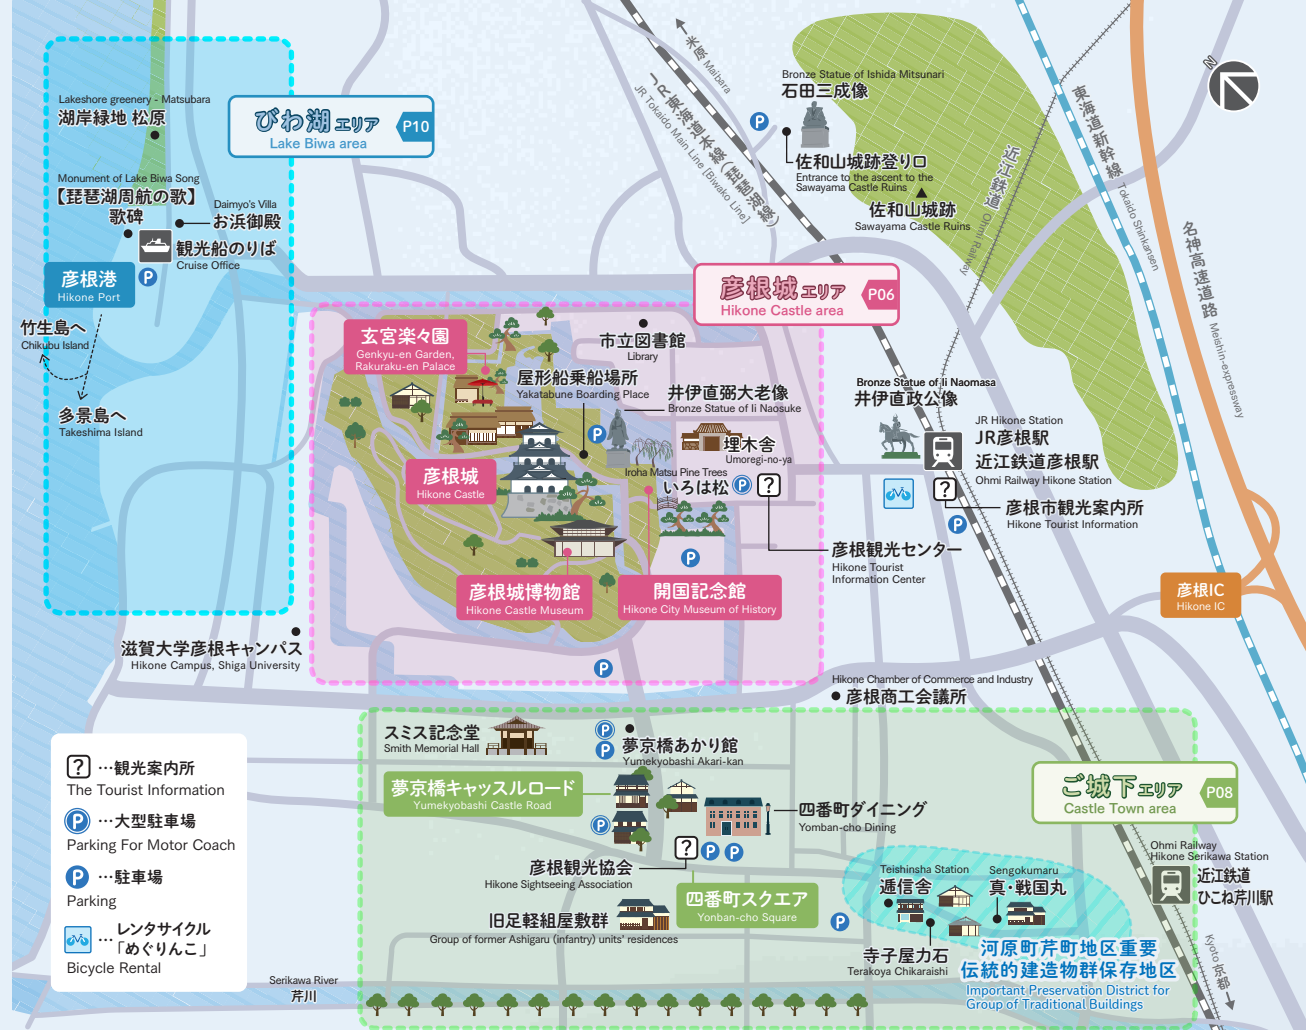 Lakeshore greenery - Matsubara
湖岸緑地 松原
びわ湖エリア
Lake Biwa area
P10
Monument of Lake Biwa Song
【琵琶湖周航の歌】
歌碑
Daimyo's Villa
お浜御殿
観光船のりば
Cruise Office
彦根港
Hikone Port
P
竹生島へ
Chikubu Island
多景島へ
Takeshima Island
米原
Maibara
JR東海道本線(琵琶湖線)
JR Tokaido Main Line [Biwako Line]
Bronze Statue of Ishida Mitsunari
石田三成像
P
佐和山城跡登り口
Entrance to the ascent to the
Sawayama Castle Ruins
佐和山城跡
Sawayama Castle Ruins
近江鉄道
Ohmi Railway
東海道新幹線
Tokaido Shinkansen
名神高速道路
Meishin-expressway
N
彦根城エリア
Hikone Castle area
P06
玄宮楽々園
Genkyu-en Garden,
Rakuraku-en Palace
市立図書館
Library
屋形船乗船場所
Yakatabune Boarding Place
井伊直弼大老像
Bronze Statue of Ii Naosuke
P
埋木舎
Umoregi-no-ya
彦根城
Hikone Castle
Iroha Matsu Pine Trees
いろは松
P
?
P
彦根城博物館
Hikone Castle Museum
開国記念館
Hikone City Museum of History
P
Bronze Statue of Ii Naomasa
井伊直政公像
JR Hikone Station
JR彦根駅
近江鉄道彦根駅
Ohmi Railway Hikone Station
?
彦根市観光案内所
Hikone Tourist Information
P
彦根観光センター
Hikone Tourist
Information Center
彦根IC
Hikone IC
滋賀大学彦根キャンパス
Hikone Campus, Shiga University
Hikone Chamber of Commerce and Industry
彦根商工会議所
スミス記念堂
Smith Memorial Hall
P
P
夢京橋あかり館
Yumekyobashi Akari-kan
夢京橋キャッスルロード
Yumekyobashi Castle Road
P
四番町ダイニング
Yomban-cho Dining
ご城下エリア
Castle Town area
P08
?
P
P
彦根観光協会
Hikone Sightseeing Association
四番町スクエア
Yonban-cho Square
旧足軽組屋敷群
Group of former Ashigaru (infantry) units' residences
P
Teishinsha Station
逓信舎
Sengokumaru
真・戦国丸
寺子屋力石
Terakoya Chikaraishi
河原町芹町地区重要
伝統的建造物群保存地区
Important Preservation District for
Group of Traditional Buildings
Ohmi Railway
Hikone Serikawa Station
近江鉄道
ひこね芹川駅
Kyoto 京都
Serikawa River
芹川
? …観光案内所
The Tourist Information
P …大型駐車場
Parking For Motor Coach
P …駐車場
Parking
…レンタサイクル
「めぐりんこ」
Bicycle Rental